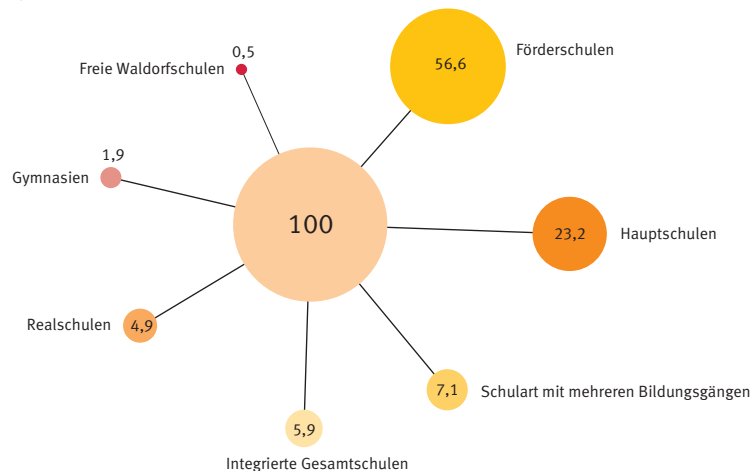 0,5
Freie Waldorfschulen
56,6
Förderschulen
1,9
Gymnasien
100
23,2
Hauptschulen
Realschulen
4,9
7,1
Schulart mit mehreren Bildungsgängen
5,9
Integrierte Gesamtschulen